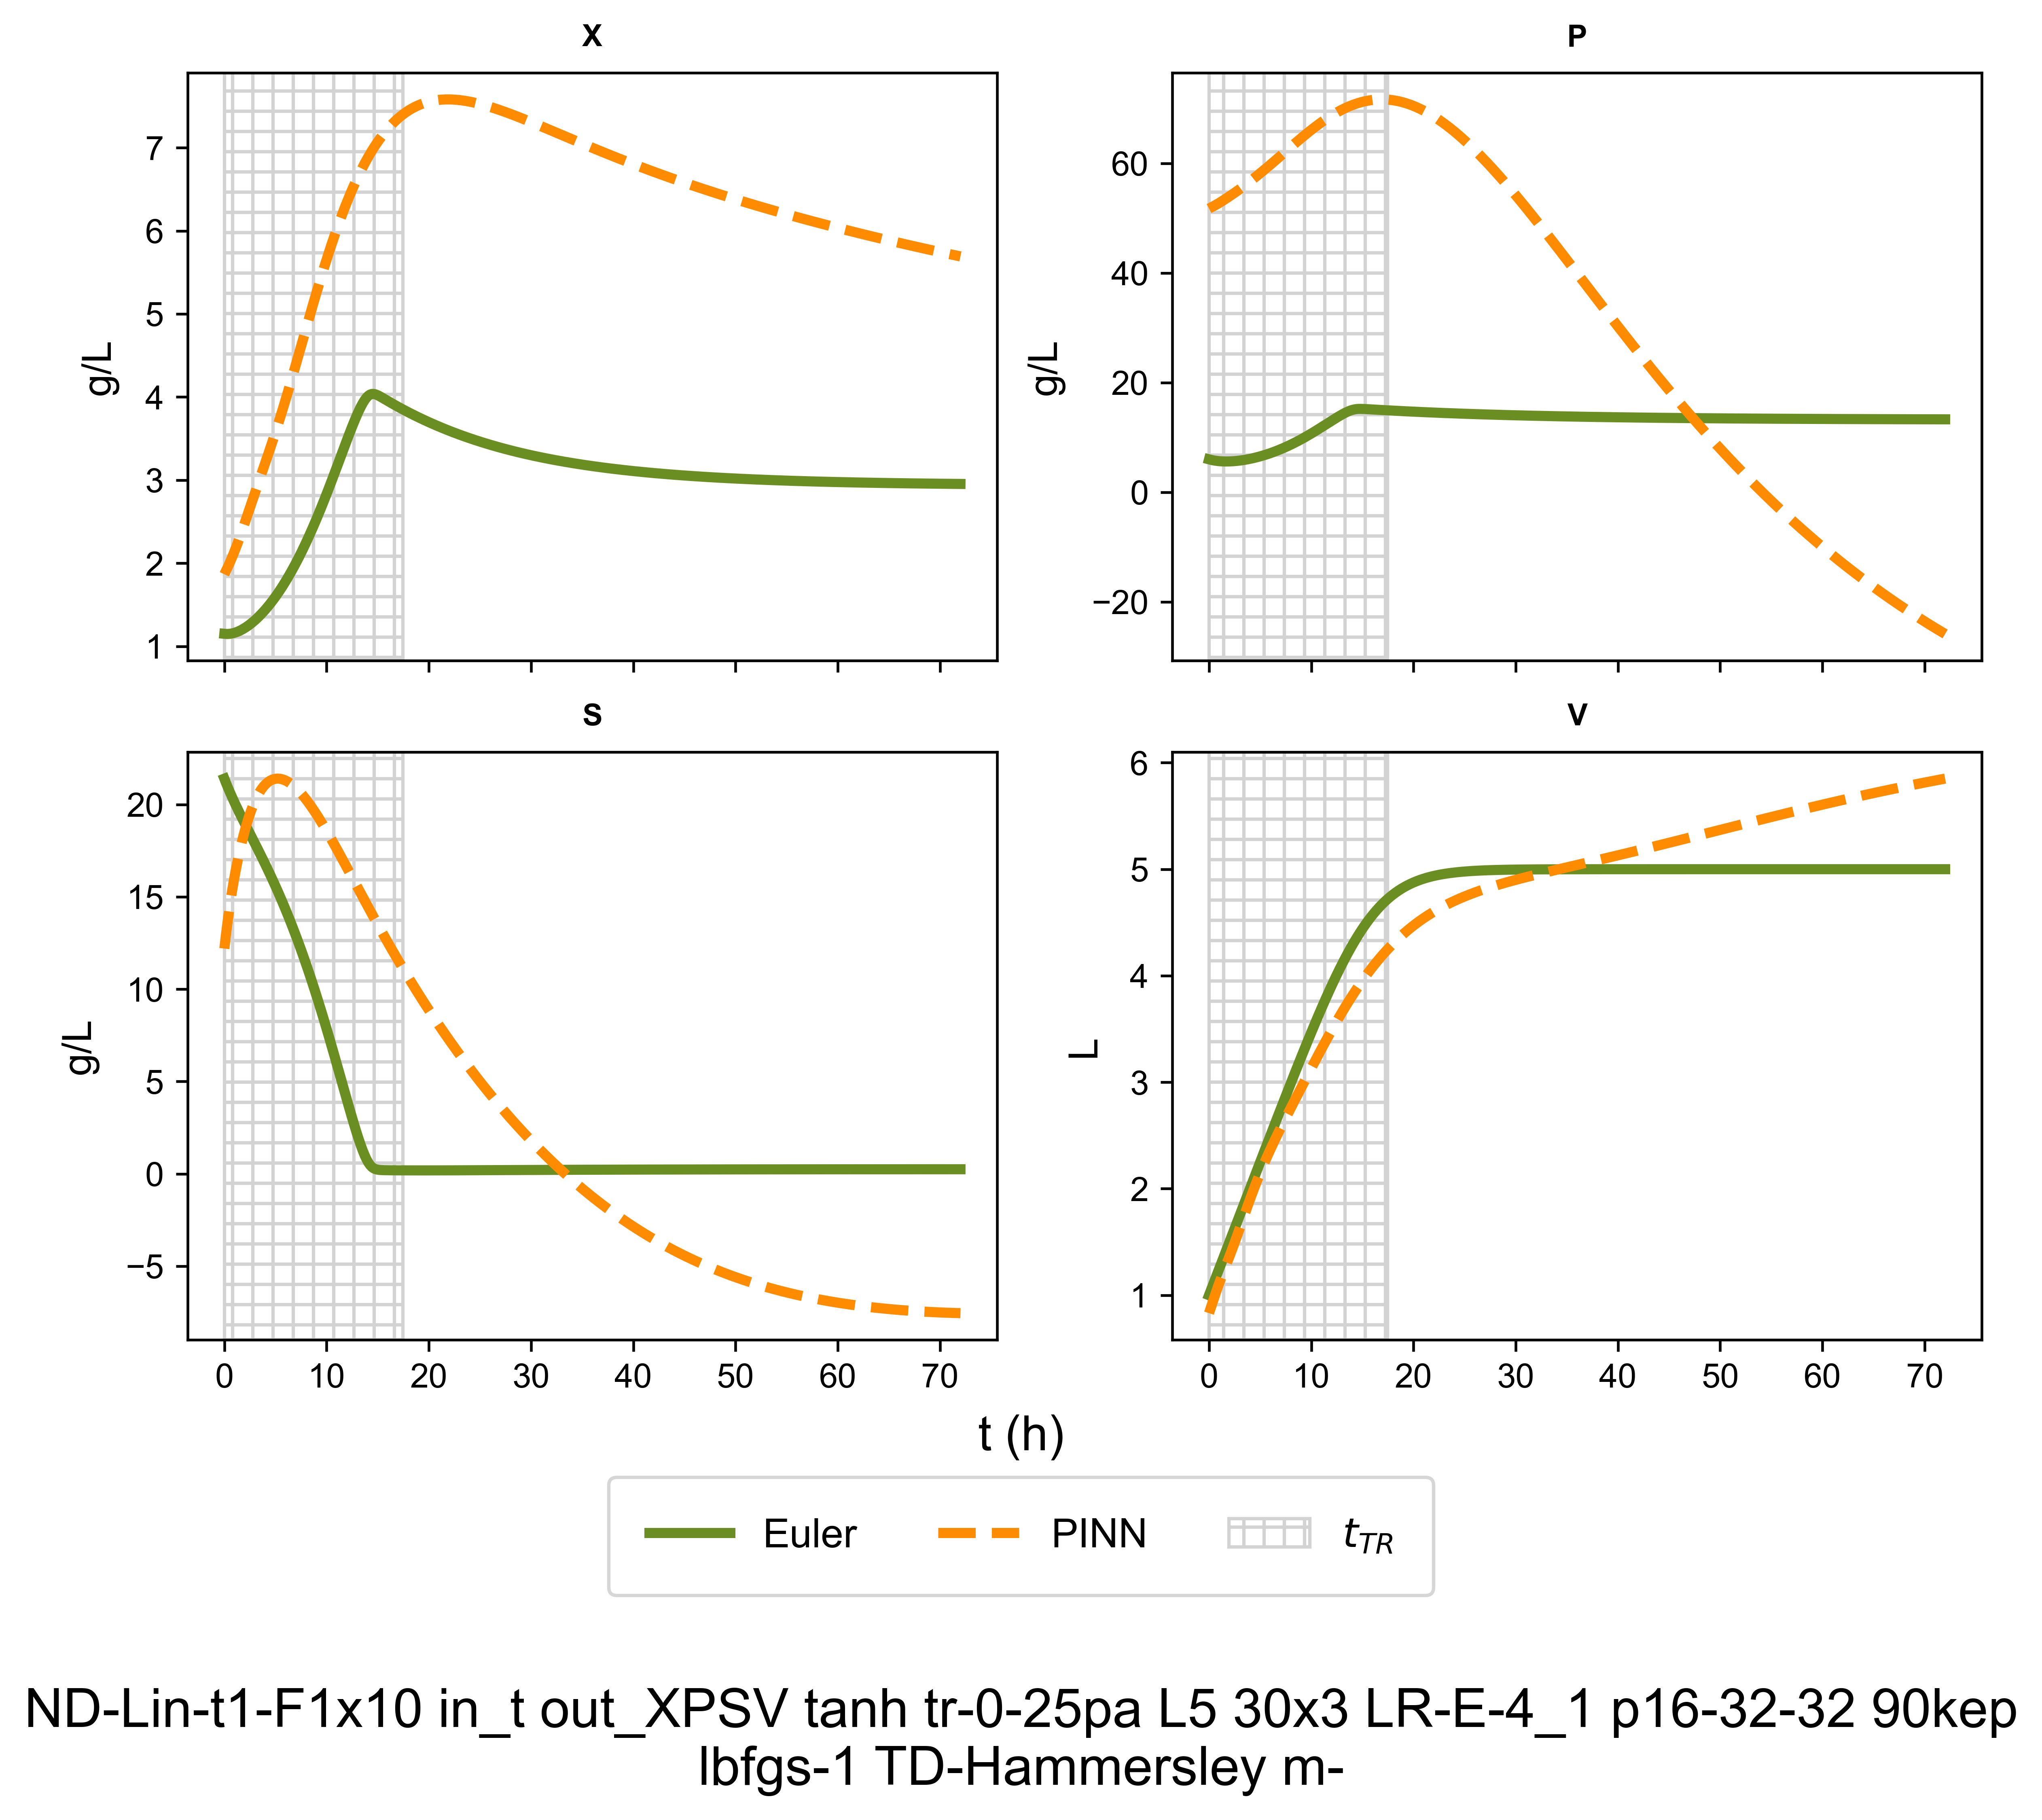 X
P
7
6
5
4
3
2
1
g/L
60
40
20
0
−20
g/L
S
V
20
15
10
5
0
−5
g/L
6
5
4
3
2
1
L
0 10 20 30 40 50 60 70
0 10 20 30 40 50 60 70
t (h)
Euler PINN t_TR
ND-Lin-t1-F1x10 in_t out_XPSV tanh tr-0-25pa L5 30x3 LR-E-4_1 p16-32-32 90kep
lbfgs-1 TD-Hammersley m-